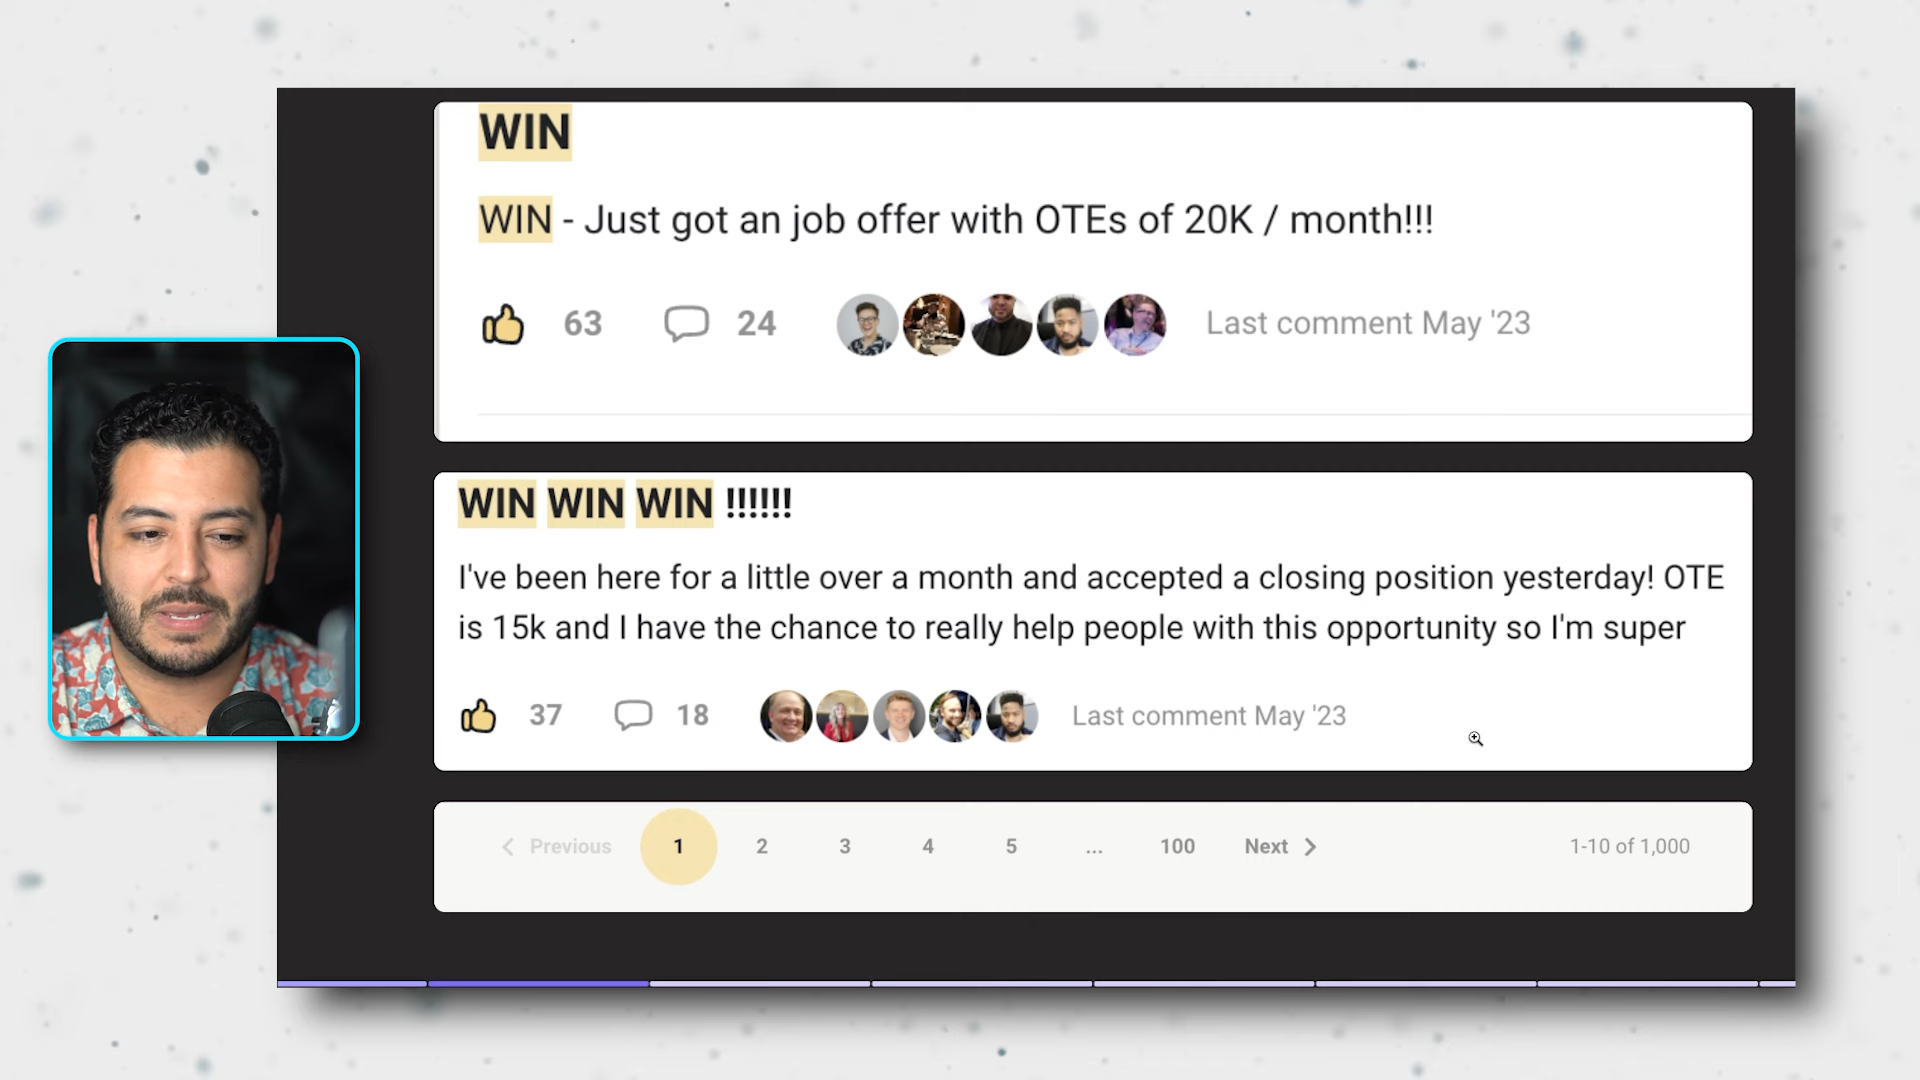 WIN
WIN - Just got an job offer with OTEs of 20K / month!!!
63 24 Last comment May '23
WIN WIN WIN !!!!!!
I've been here for a little over a month and accepted a closing position yesterday! OTE
is 15k and I have the chance to really help people with this opportunity so I'm super
37 18 Last comment May '23
Previous 1 2 3 4 5 ... 100 Next 1-10 of 1,000